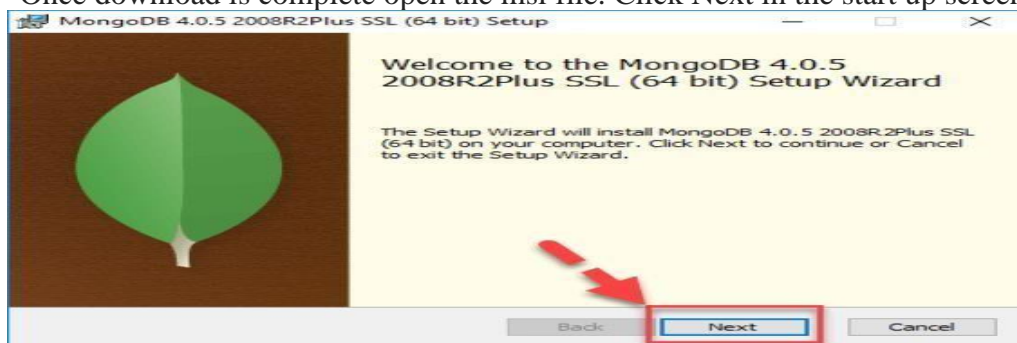 Once download is complete open the msi file. Click Next in the start up screen
MongoDB 4.0.5 2008R2Plus SSL (64 bit) Setup
Welcome to the MongoDB 4.0.5
2008R2Plus SSL (64 bit) Setup Wizard
The Setup Wizard will install MongoDB 4.0.5 2008R2Plus SSL
(64 bit) on your computer. Click Next to continue or Cancel
to exit the Setup Wizard.
Back Next Cancel